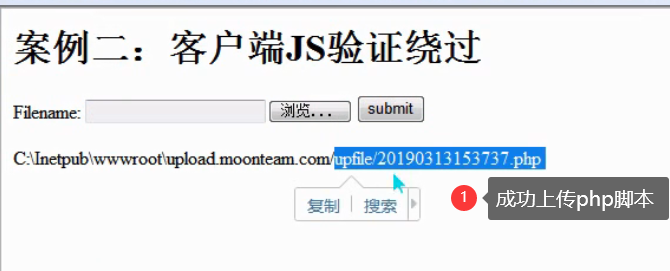 案例二：客户端JS验证绕过
Filename: 浏览... submit
C:\Inetpub\wwwroot\upload.moonteam.com/upfile/20190313153737.php
复制 搜索
1 成功上传php脚本